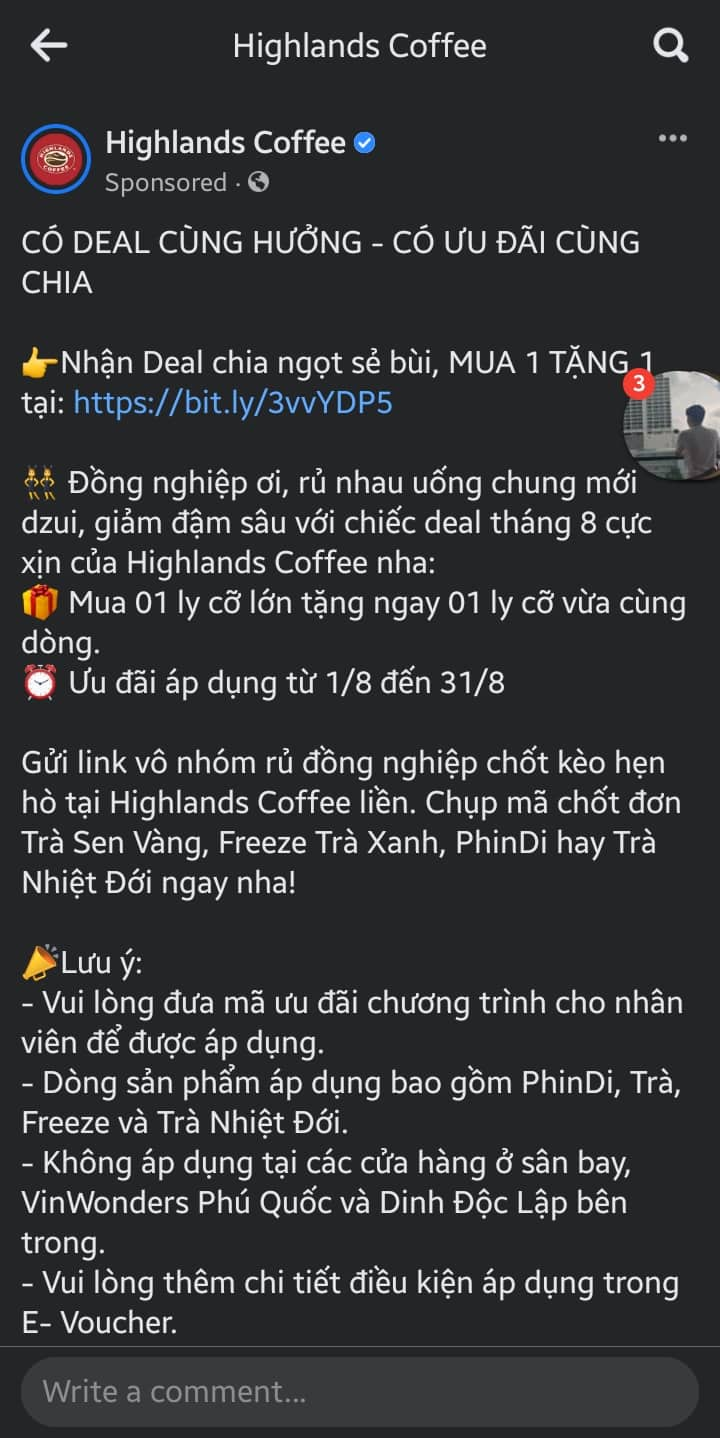 Highlands Coffee
Highlands Coffee
Sponsored ·
CÓ DEAL CÙNG HƯỞNG - CÓ ƯU ĐÃI CÙNG
CHIA
👉Nhận Deal chia ngọt sẻ bùi, MUA 1 TẶNG 1
tại: https://bit.ly/3vvYDP5
3
👯 Đồng nghiệp ơi, rủ nhau uống chung mới
dzui, giảm đậm sâu với chiếc deal tháng 8 cực
xịn của Highlands Coffee nha:
🎁 Mua 01 ly cỡ lớn tặng ngay 01 ly cỡ vừa cùng
dòng.
⏰ Ưu đãi áp dụng từ 1/8 đến 31/8
Gửi link vô nhóm rủ đồng nghiệp chốt kèo hẹn
hò tại Highlands Coffee liền. Chụp mã chốt đơn
Trà Sen Vàng, Freeze Trà Xanh, PhinDi hay Trà
Nhiệt Đới ngay nha!
📣Lưu ý:
- Vui lòng đưa mã ưu đãi chương trình cho nhân
viên để được áp dụng.
- Dòng sản phẩm áp dụng bao gồm PhinDi, Trà,
Freeze và Trà Nhiệt Đới.
- Không áp dụng tại các cửa hàng ở sân bay,
VinWonders Phú Quốc và Dinh Độc Lập bên
trong.
- Vui lòng thêm chi tiết điều kiện áp dụng trong
E- Voucher.
Write a comment...